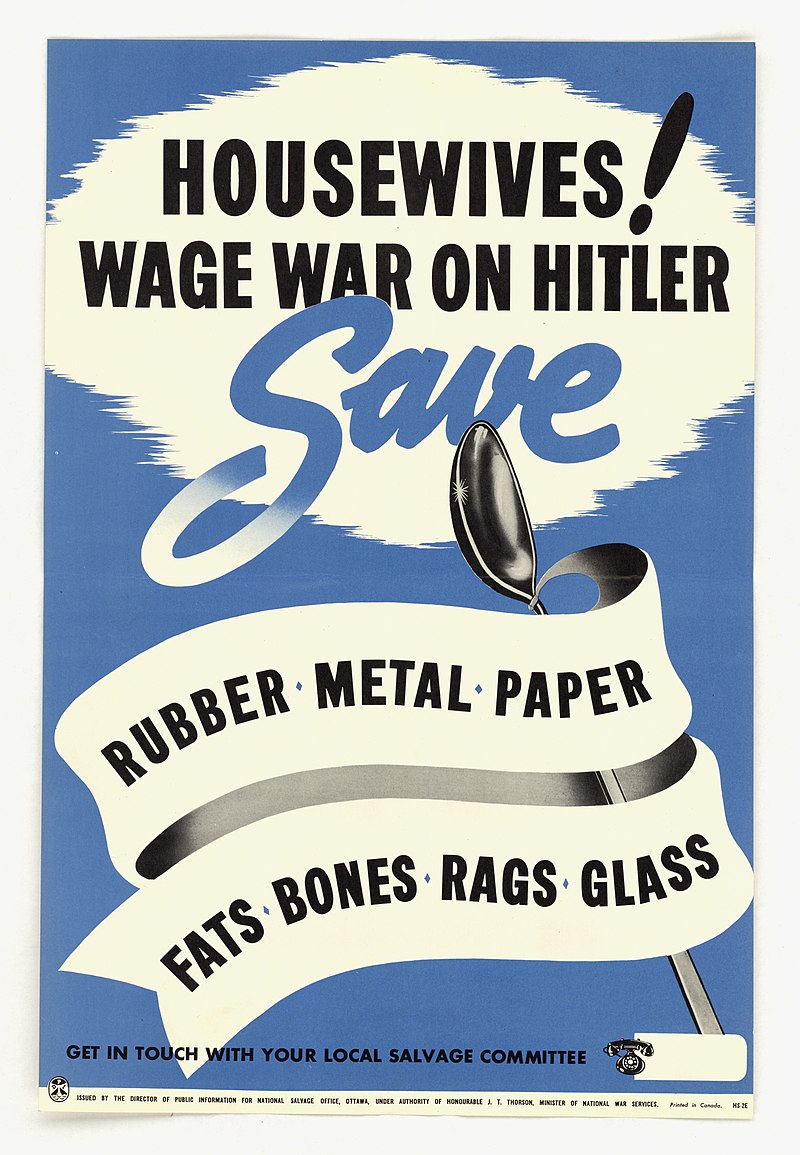 HOUSEWIVES!
WAGE WAR ON HITLER
Save
RUBBER · METAL · PAPER
FATS · BONES · RAGS · GLASS
GET IN TOUCH WITH YOUR LOCAL SALVAGE COMMITTEE
ISSUED BY THE DIRECTOR OF PUBLIC INFORMATION FOR NATIONAL SALVAGE OFFICE, OTTAWA, UNDER AUTHORITY OF HONOURABLE J. T. THORSON, MINISTER OF NATIONAL WAR SERVICES. Printed in Canada. HS-2E